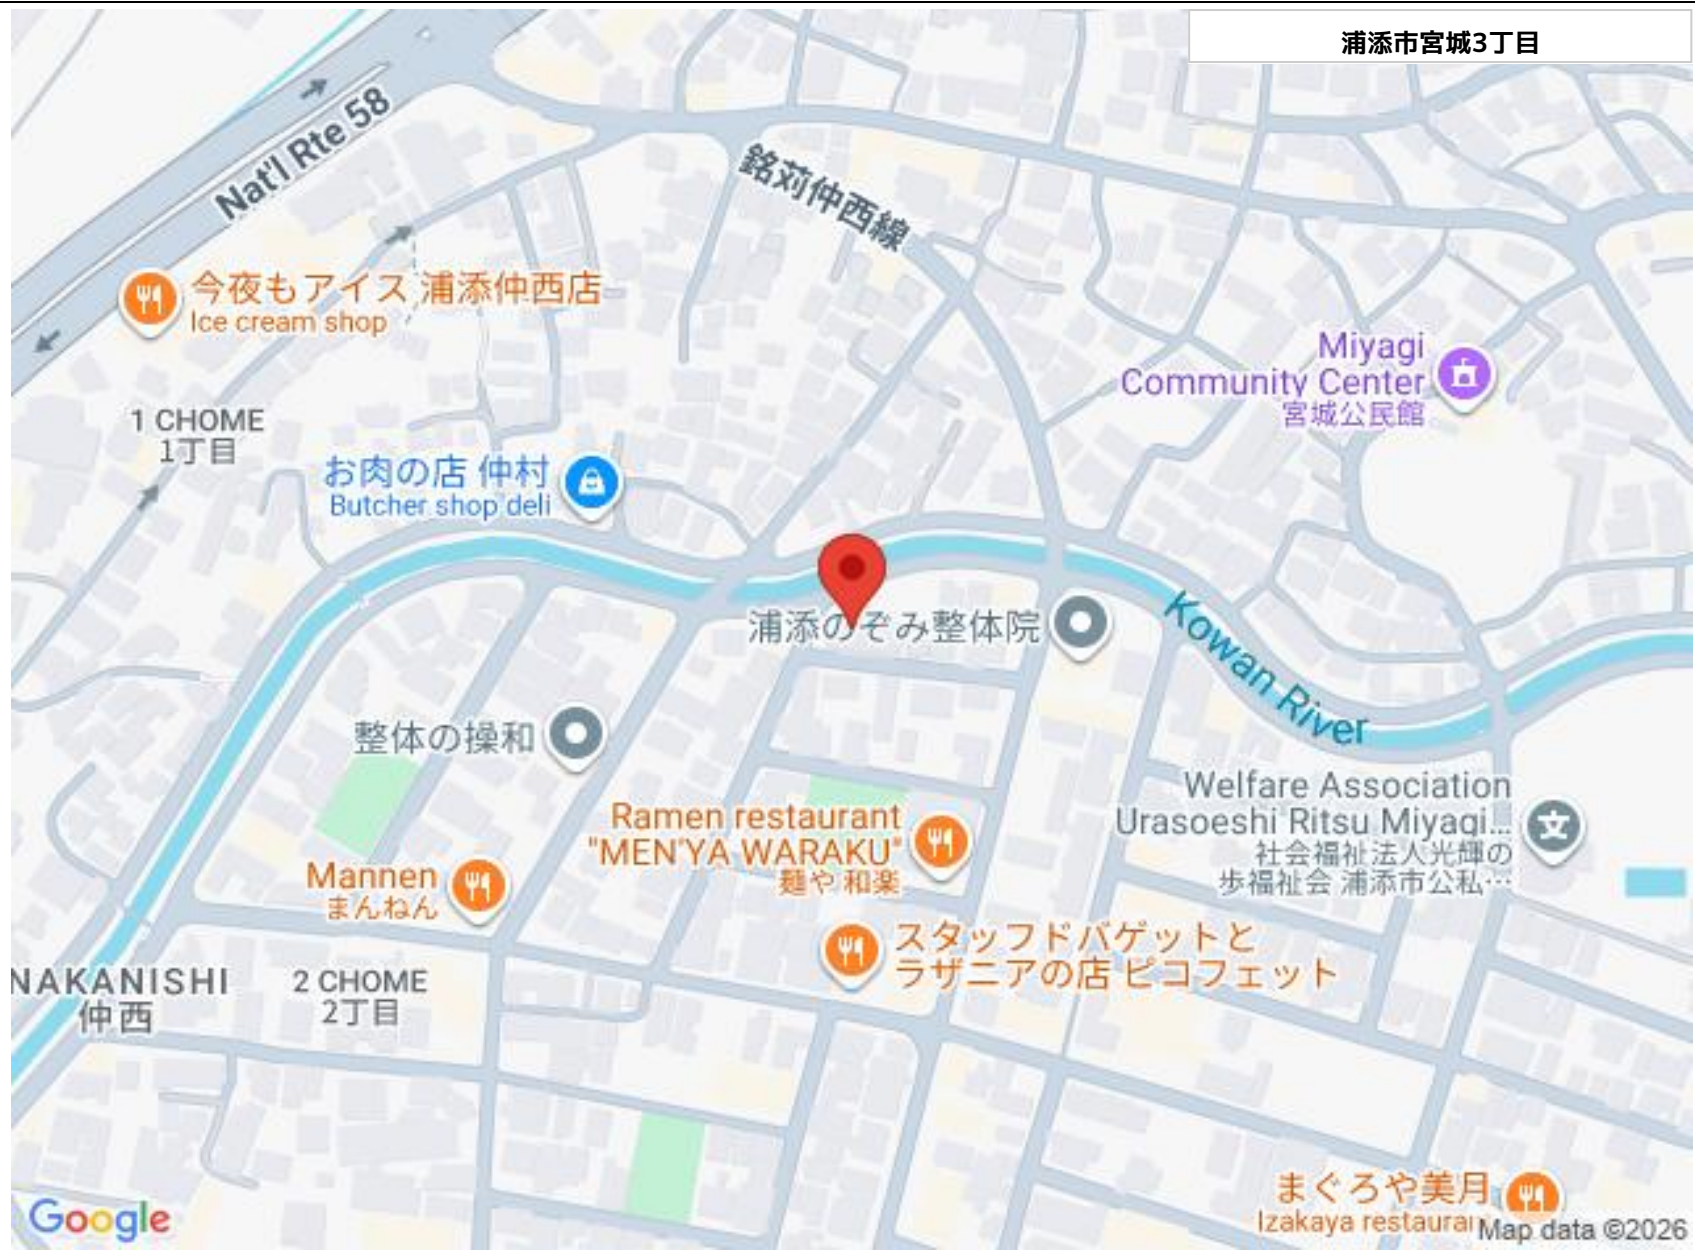 浦添市宮城3丁目
Nat'l Rte 58
銘苅仲西線
今夜もアイス 浦添仲西店
Ice cream shop
Miyagi
Community Center
宮城公民館
1 CHOME
1丁目
お肉の店 仲村
Butcher shop deli
浦添のぞみ整体院
Kowan River
整体の操和
Welfare Association
Urasoeshi Ritsu Miyagi...
社会福祉法人光輝の
歩福祉会 浦添市公私…
Ramen restaurant
"MEN'YA WARAKU"
麺や 和楽
Mannen
まんねん
スタッフドバゲットと
ラザニアの店 ピコフェット
NAKANISHI
仲西
2 CHOME
2丁目
まぐろや美月
Izakaya restaurant
Google
Map data ©2026